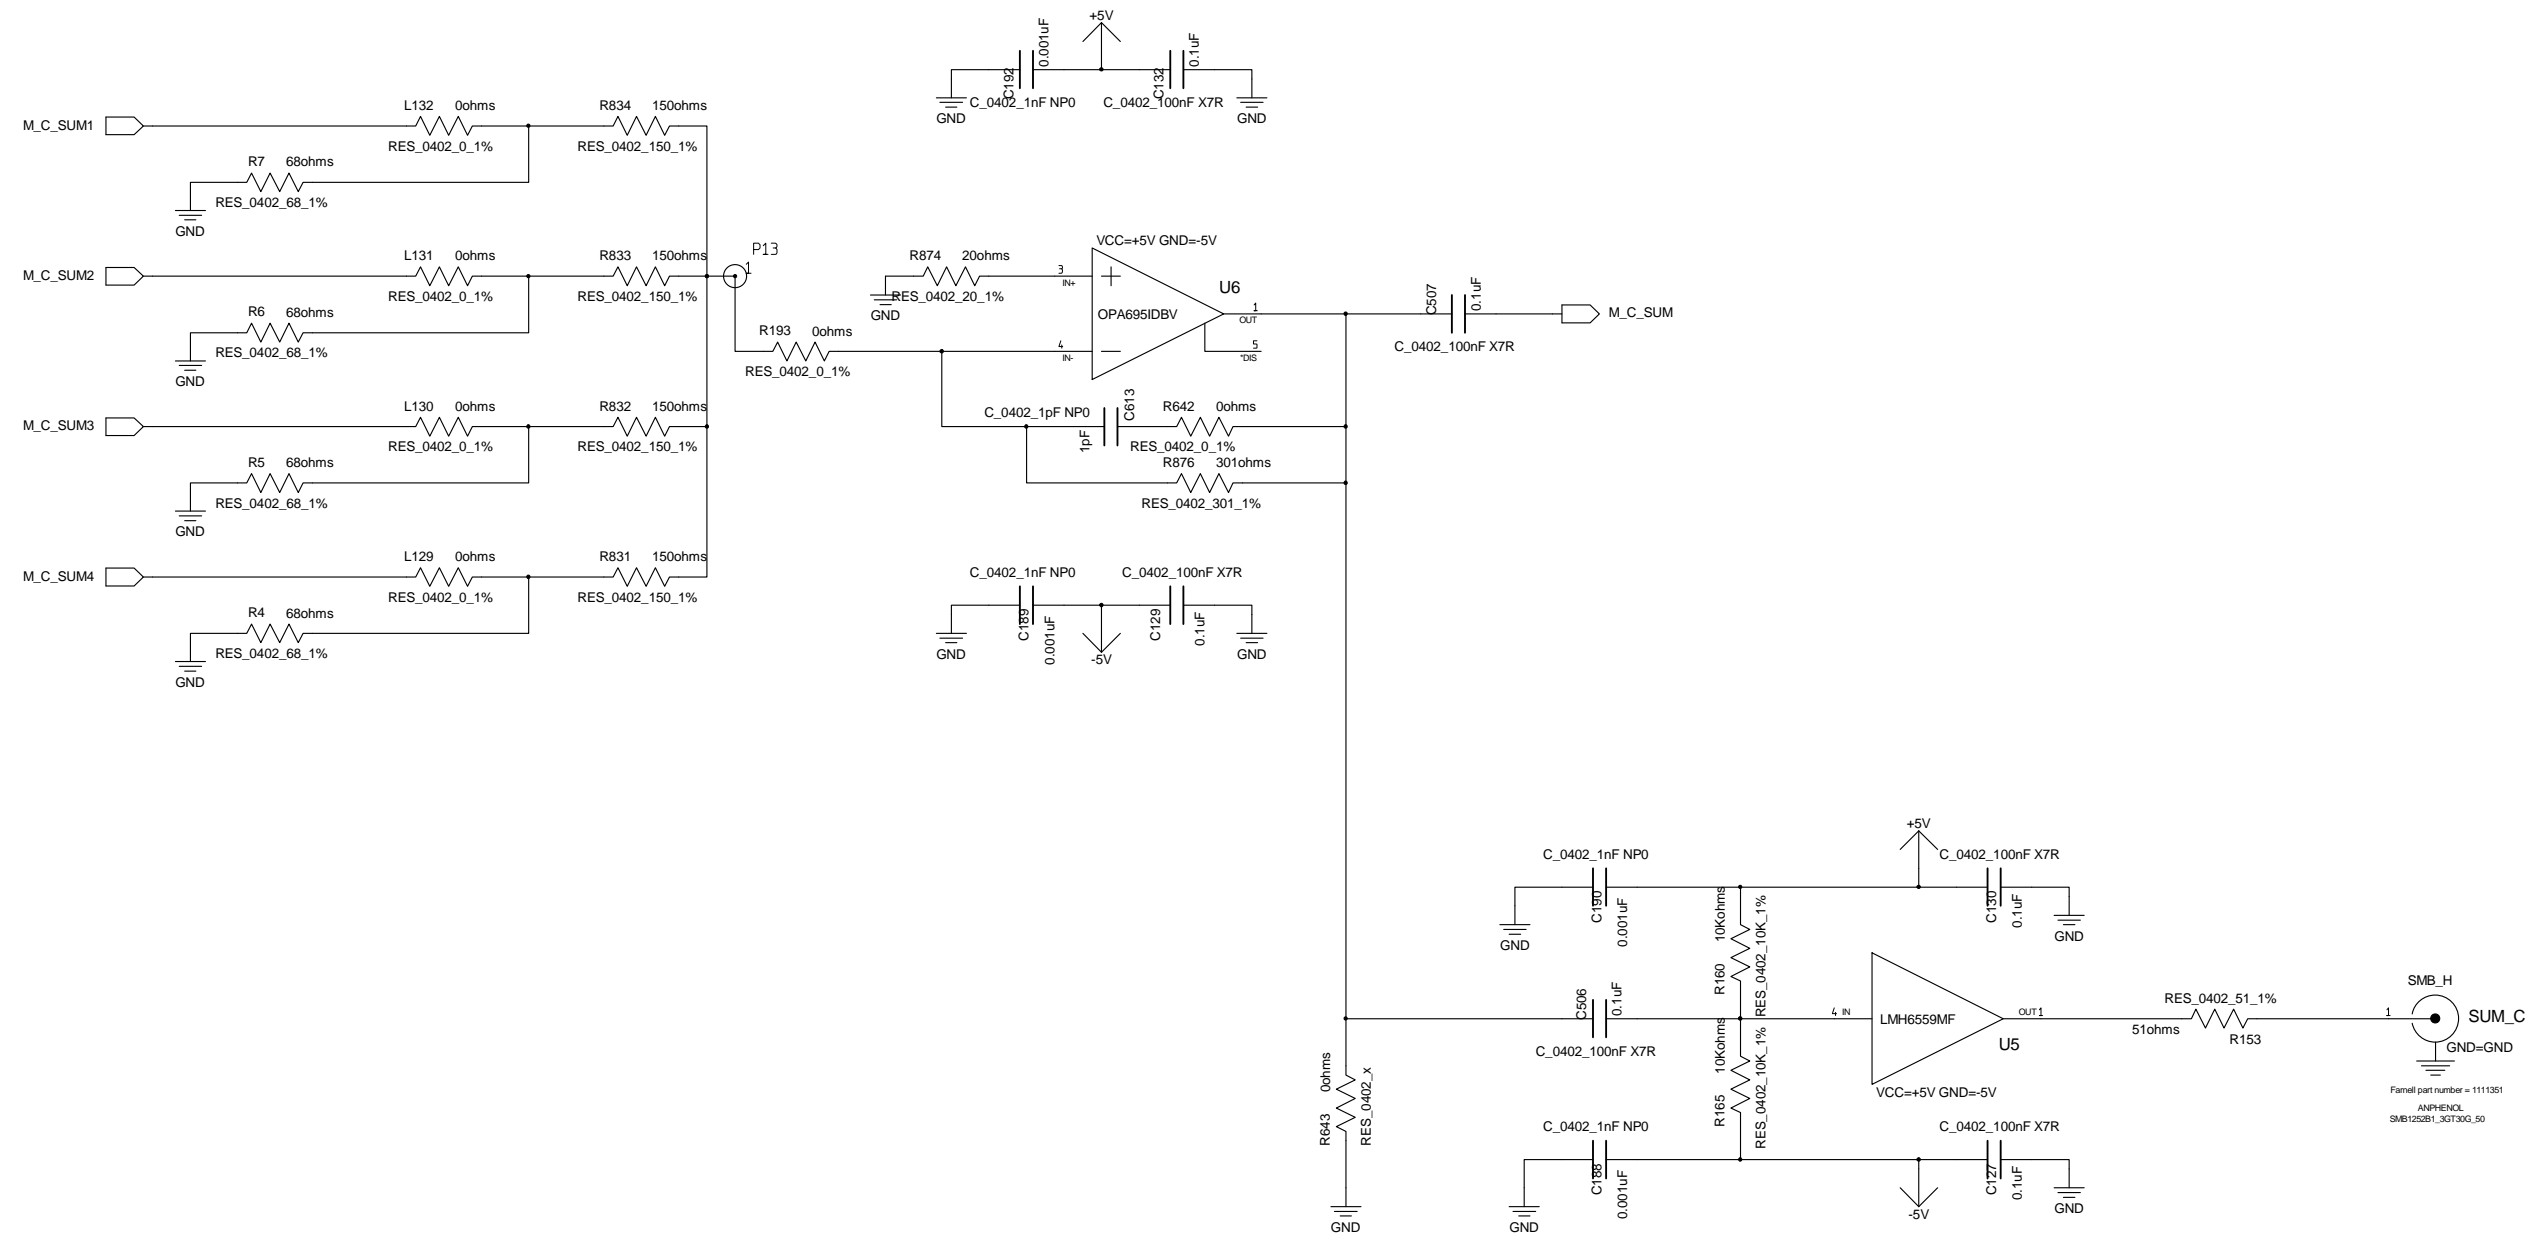 +5V
C192
0.001uF
C132
0.1uF
C_0402_1nF NP0
C_0402_100nF X7R
GND
GND
M_C_SUM1
L132 0ohms
RES_0402_0_1%
R834 150ohms
RES_0402_150_1%
R7 68ohms
RES_0402_68_1%
GND
M_C_SUM2
L131 0ohms
RES_0402_0_1%
R833 150ohms
RES_0402_150_1%
R6 68ohms
RES_0402_68_1%
GND
M_C_SUM3
L130 0ohms
RES_0402_0_1%
R832 150ohms
RES_0402_150_1%
R5 68ohms
RES_0402_68_1%
GND
M_C_SUM4
L129 0ohms
RES_0402_0_1%
R831 150ohms
RES_0402_150_1%
R4 68ohms
RES_0402_68_1%
GND
P13
1
R193 0ohms
RES_0402_0_1%
R874 20ohms
RES_0402_20_1%
GND
VCC=+5V GND=-5V
U6
OPA695IDBV
3
IN+
4
IN-
1
OUT
5
*DIS
C507
0.1uF
C_0402_100nF X7R
M_C_SUM
C_0402_1pF NP0
C613
1pF
R642 0ohms
RES_0402_0_1%
R876 301ohms
RES_0402_301_1%
C_0402_1nF NP0
C_0402_100nF X7R
C189
0.001uF
C129
0.1uF
GND
-5V
GND
+5V
C_0402_1nF NP0
C_0402_100nF X7R
C190
0.001uF
C130
0.1uF
GND
GND
10Kohms
R160
RES_0402_10K_1%
C506
0.1uF
C_0402_100nF X7R
4 IN
LMH6559MF
OUT 1
U5
VCC=+5V GND=-5V
RES_0402_51_1%
51ohms
R153
SMB_H
1
SUM_C
GND=GND
Farnell part number = 1111351
ANPHENOL
SMB1252B1_3GT30G_50
10Kohms
R165
RES_0402_10K_1%
0ohms
R643
RES_0402_x
GND
C_0402_1nF NP0
C_0402_100nF X7R
C188
0.001uF
C127
0.1uF
GND
-5V
GND